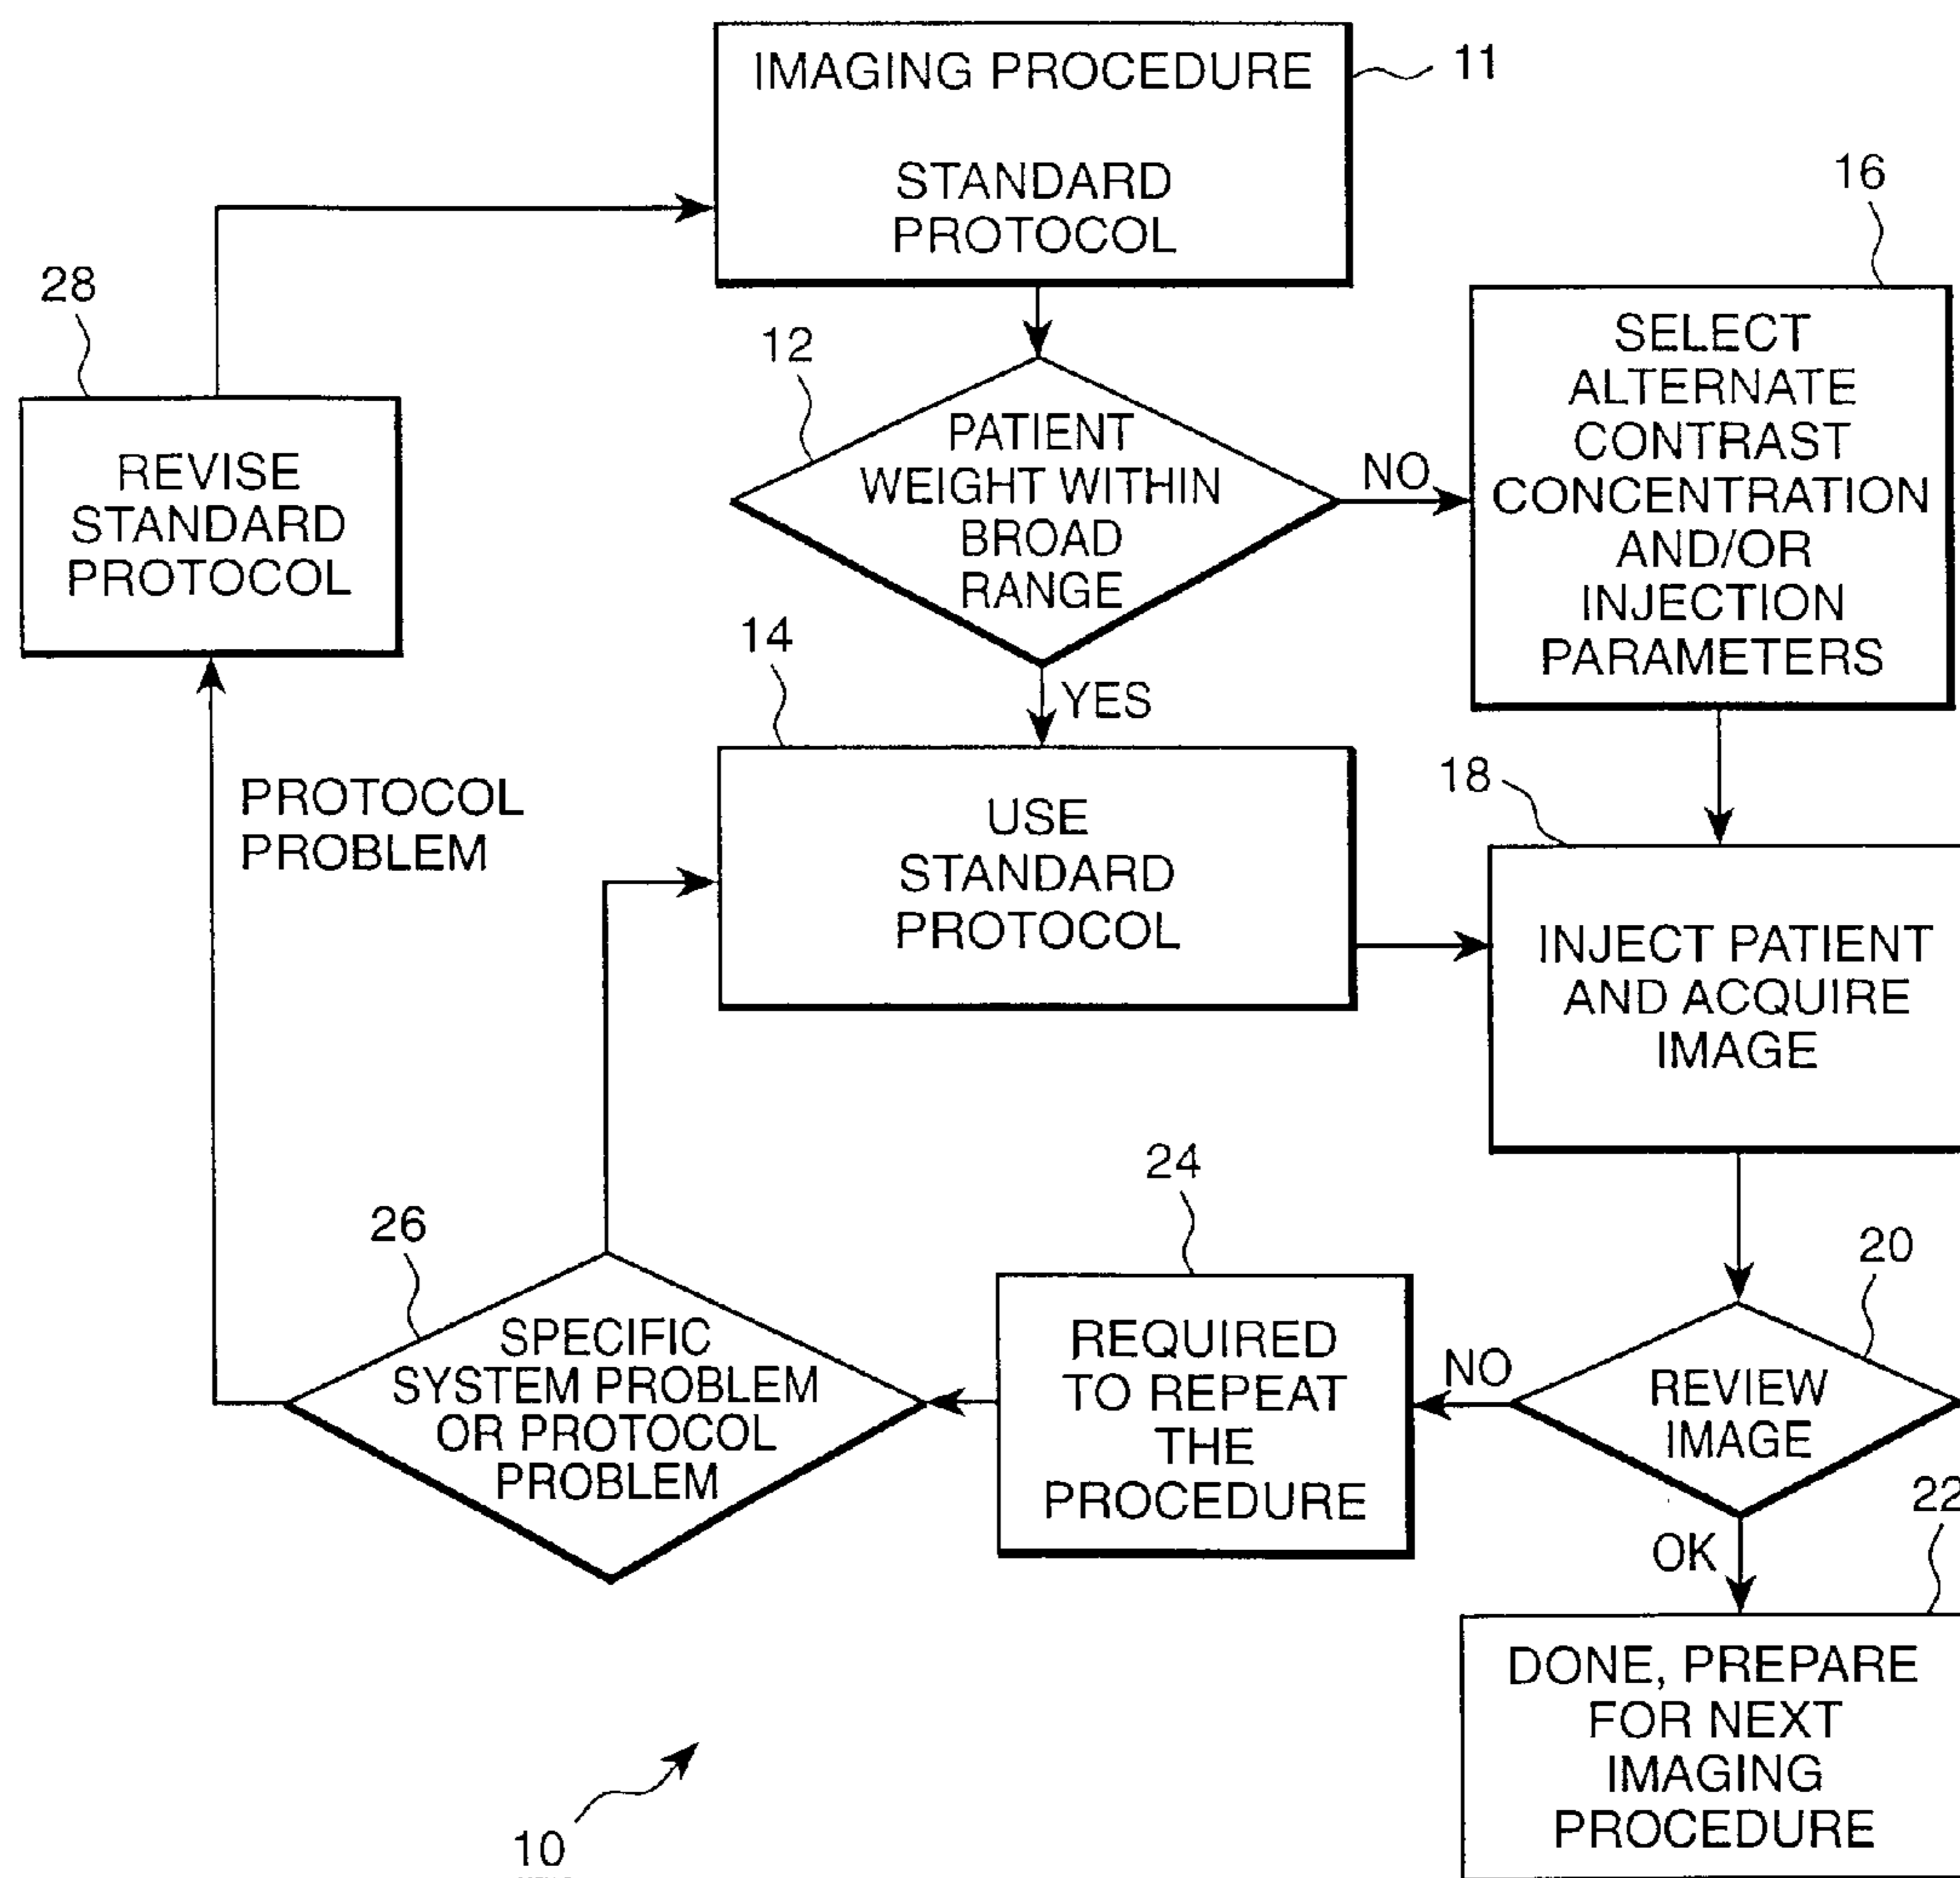 IMAGING PROCEDURE
STANDARD
PROTOCOL
11
12
PATIENT
WEIGHT WITHIN
BROAD
RANGE
NO
YES
16
SELECT
ALTERNATE
CONTRAST
CONCENTRATION
AND/OR
INJECTION
PARAMETERS
28
REVISE
STANDARD
PROTOCOL
PROTOCOL
PROBLEM
14
USE
STANDARD
PROTOCOL
18
INJECT PATIENT
AND ACQUIRE
IMAGE
20
REVIEW
IMAGE
NO
OK
24
REQUIRED
TO REPEAT
THE
PROCEDURE
26
SPECIFIC
SYSTEM PROBLEM
OR PROTOCOL
PROBLEM
22
DONE, PREPARE
FOR NEXT
IMAGING
PROCEDURE
10